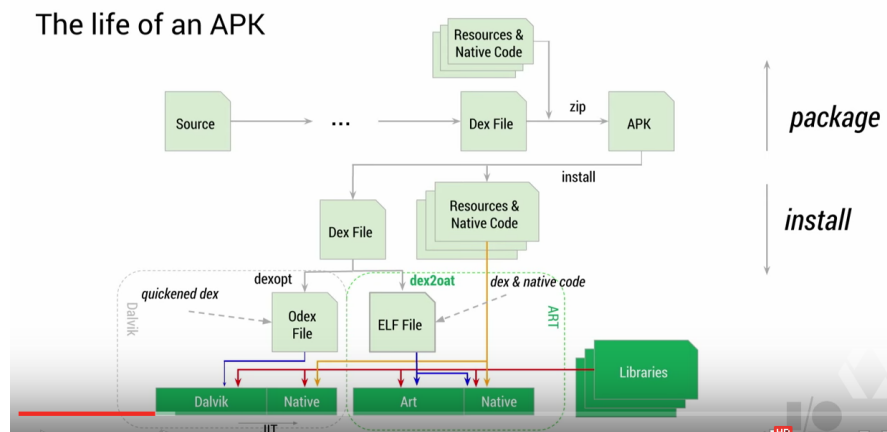 The life of an APK
Resources &
Native Code
zip
Source
...
Dex File
APK
package
install
Dex File
Resources &
Native Code
install
dexopt
dex2oat
quickened dex
dex & native code
Dalvik
Odex
File
ELF File
ART
Libraries
Dalvik
Native
Art
Native
JIT
I/O
HD